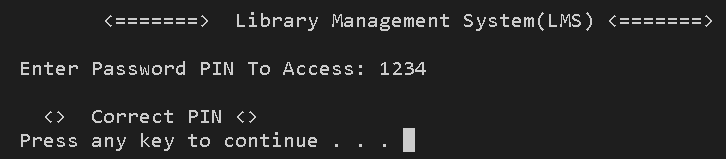 <=======> Library Management System(LMS) <=======>
Enter Password PIN To Access: 1234
<> Correct PIN <>
Press any key to continue . . .